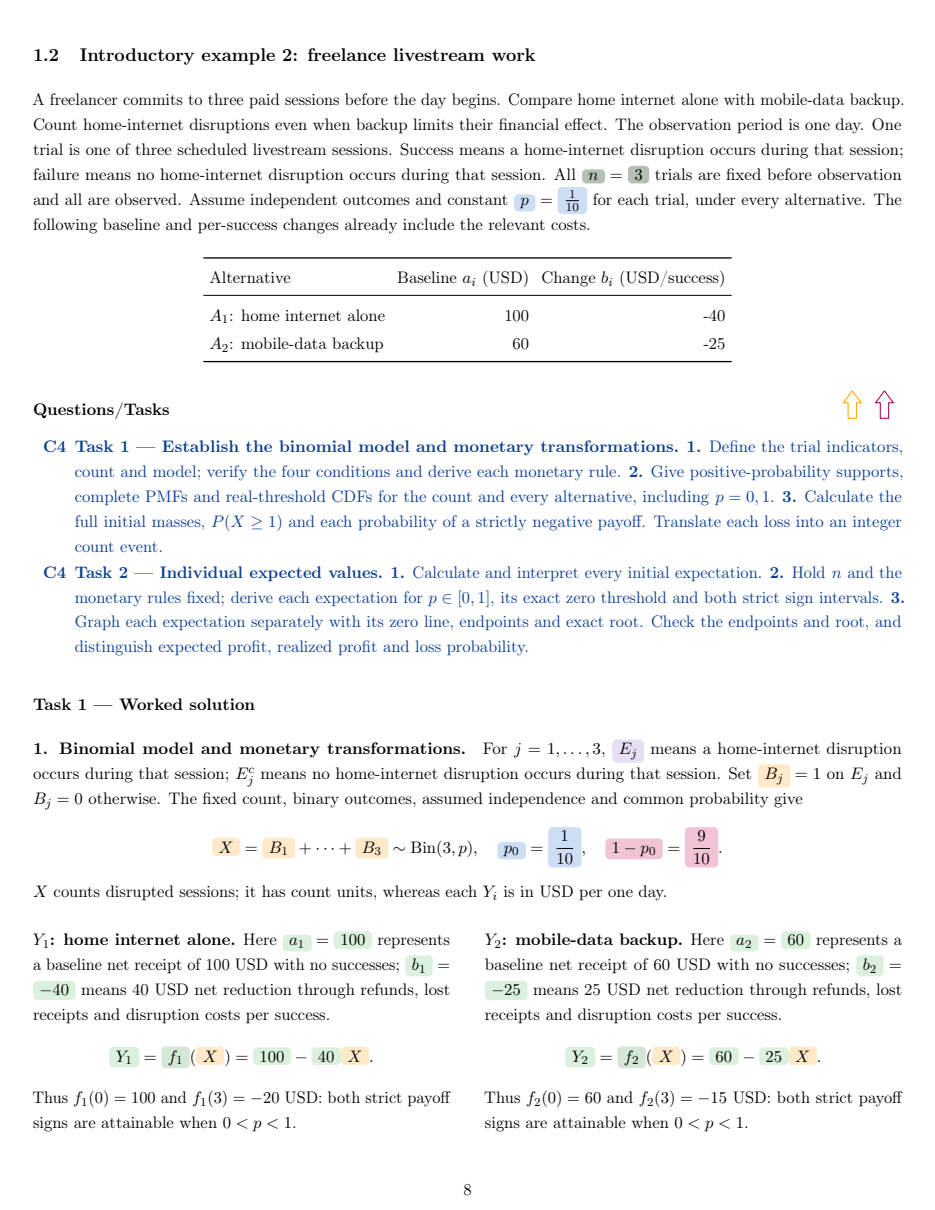 1.2 Introductory example 2: freelance livestream work
A freelancer commits to three paid sessions before the day begins. Compare home internet alone with mobile-data backup.
Count home-internet disruptions even when backup limits their financial effect. The observation period is one day. One
trial is one of three scheduled livestream sessions. Success means a home-internet disruption occurs during that session;
failure means no home-internet disruption occurs during that session. All n = 3 trials are fixed before observation
and all are observed. Assume independent outcomes and constant p = 1/10 for each trial, under every alternative. The
following baseline and per-success changes already include the relevant costs.
Alternative Baseline a_i (USD) Change b_i (USD/success)
A_1: home internet alone 100 -40
A_2: mobile-data backup 60 -25
Questions/Tasks
C4 Task 1 — Establish the binomial model and monetary transformations. 1. Define the trial indicators,
count and model; verify the four conditions and derive each monetary rule. 2. Give positive-probability supports,
complete PMFs and real-threshold CDFs for the count and every alternative, including p = 0, 1. 3. Calculate the
full initial masses, P(X ≥ 1) and each probability of a strictly negative payoff. Translate each loss into an integer
count event.
C4 Task 2 — Individual expected values. 1. Calculate and interpret every initial expectation. 2. Hold n and the
monetary rules fixed; derive each expectation for p ∈ [0, 1], its exact zero threshold and both strict sign intervals. 3.
Graph each expectation separately with its zero line, endpoints and exact root. Check the endpoints and root, and
distinguish expected profit, realized profit and loss probability.
Task 1 — Worked solution
1. Binomial model and monetary transformations. For j = 1, . . . , 3, E_j means a home-internet disruption
occurs during that session; E_j^c means no home-internet disruption occurs during that session. Set B_j = 1 on E_j and
B_j = 0 otherwise. The fixed count, binary outcomes, assumed independence and common probability give
X = B_1 + ··· + B_3 ∼ Bin(3, p), p_0 = 1/10, 1 − p_0 = 9/10.
X counts disrupted sessions; it has count units, whereas each Y_i is in USD per one day.
Y_1: home internet alone. Here a_1 = 100 represents
a baseline net receipt of 100 USD with no successes; b_1 =
−40 means 40 USD net reduction through refunds, lost
receipts and disruption costs per success.
Y_1 = f_1(X) = 100 − 40 X.
Thus f_1(0) = 100 and f_1(3) = −20 USD: both strict payoff
signs are attainable when 0 < p < 1.
Y_2: mobile-data backup. Here a_2 = 60 represents a
baseline net receipt of 60 USD with no successes; b_2 =
−25 means 25 USD net reduction through refunds, lost
receipts and disruption costs per success.
Y_2 = f_2(X) = 60 − 25 X.
Thus f_2(0) = 60 and f_2(3) = −15 USD: both strict payoff
signs are attainable when 0 < p < 1.
8